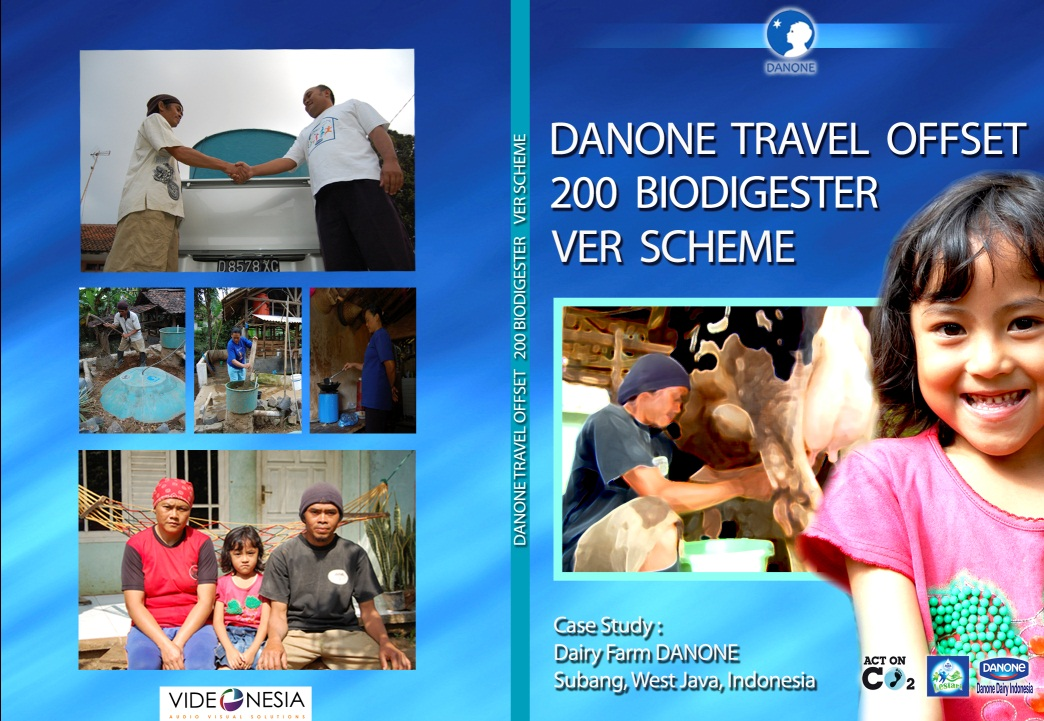 D 8578 XC
VIDEONESIA
AUDIO VISUAL SOLUTIONS
DANONE TRAVEL OFFSET 200 BIODIGESTER VER SCHEME
DANONE
DANONE TRAVEL OFFSET
200 BIODIGESTER
VER SCHEME
Case Study :
Dairy Farm DANONE
Subang, West Java, Indonesia
ACT ON
CO2
Lestari
DANONE
Danone Dairy Indonesia